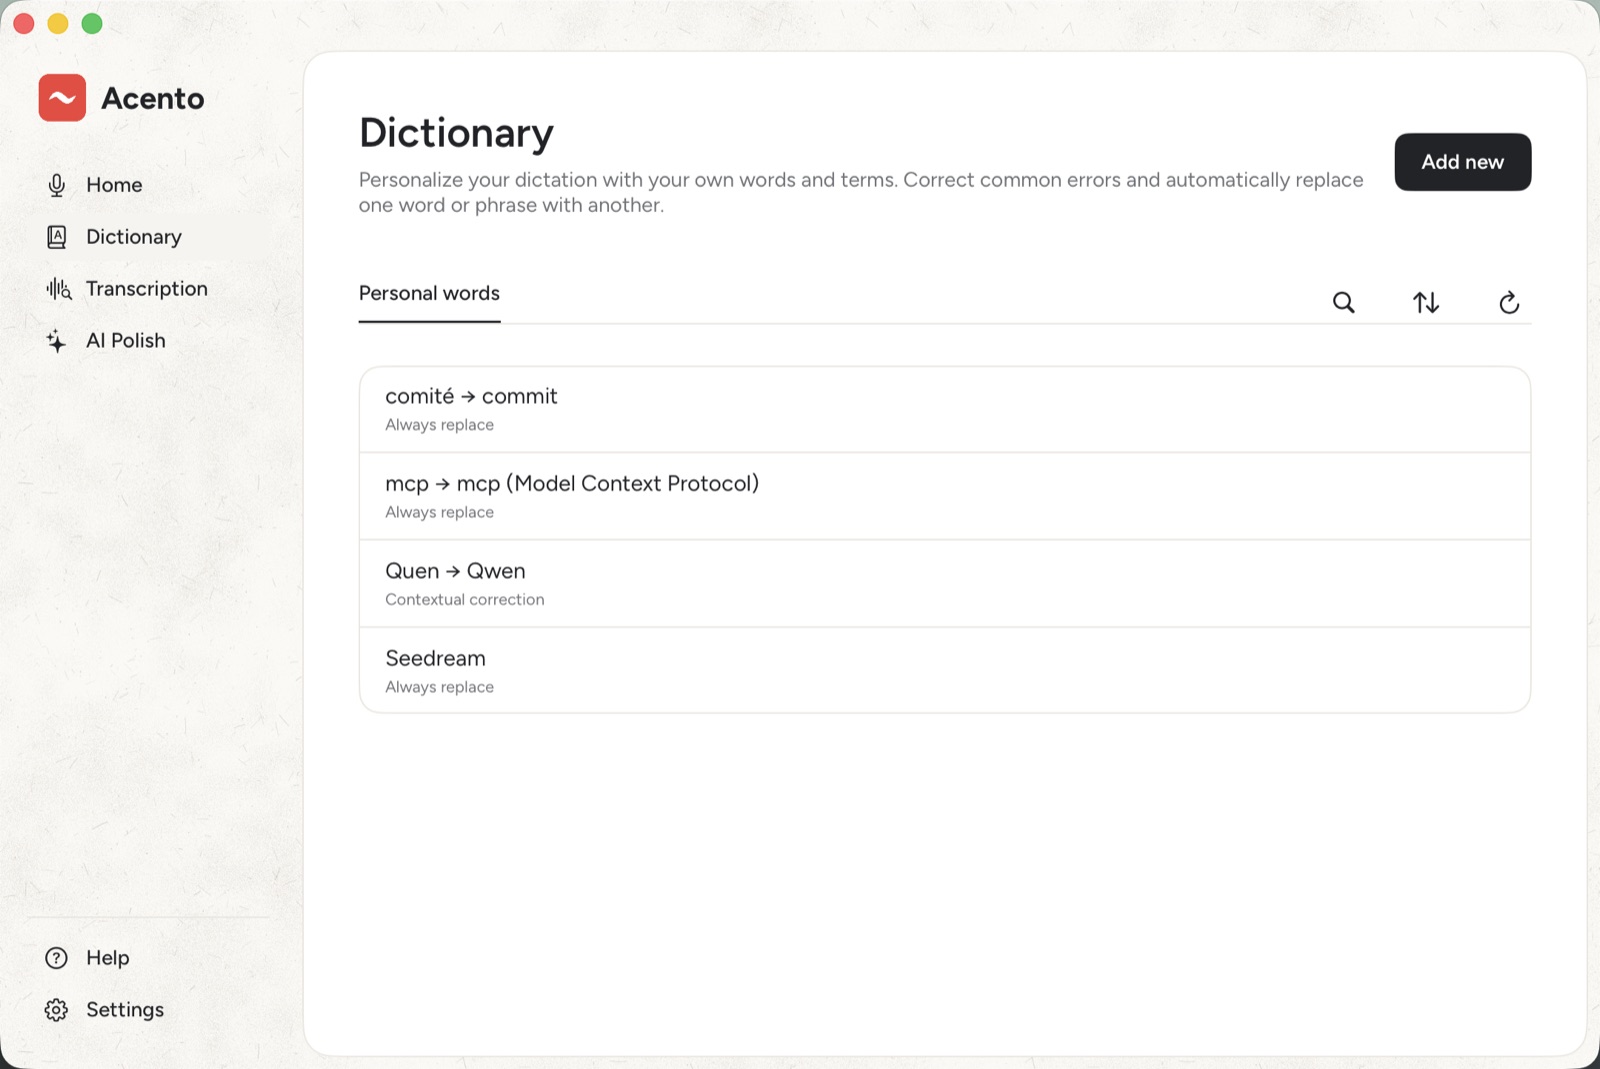 Acento
Home
Dictionary
Transcription
AI Polish
Help
Settings
Dictionary
Personalize your dictation with your own words and terms. Correct common errors and automatically replace
one word or phrase with another.
Add new
Personal words
comité → commit
Always replace
mcp → mcp (Model Context Protocol)
Always replace
Quen → Qwen
Contextual correction
Seedream
Always replace